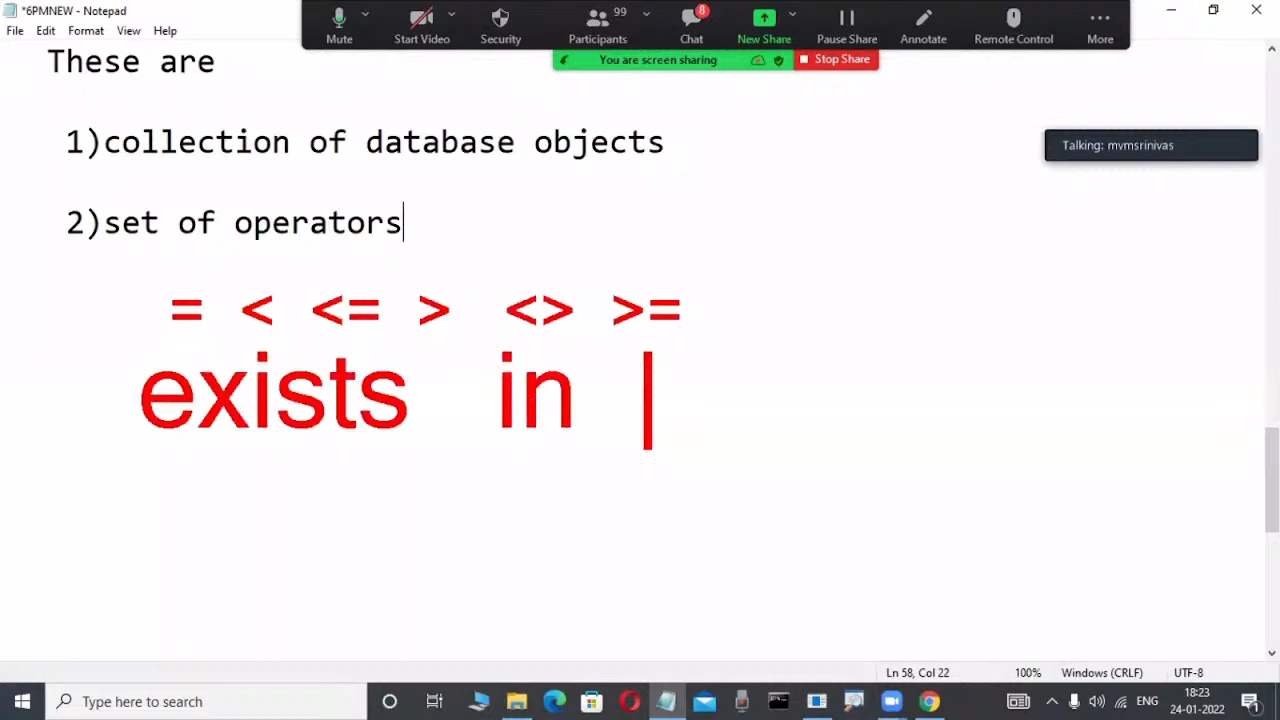 *6PMNEW - Notepad
File Edit Format View Help
Mute Start Video Security Participants 99 Chat 8 New Share Pause Share Annotate Remote Control More
You are screen sharing Stop Share
Talking: mvmsrinivas
These are
1)collection of database objects
2)set of operators
= < <= > <> >=
exists in
Ln 58, Col 22 100% Windows (CRLF) UTF-8
Type here to search
ENG
18:23
24-01-2022
1